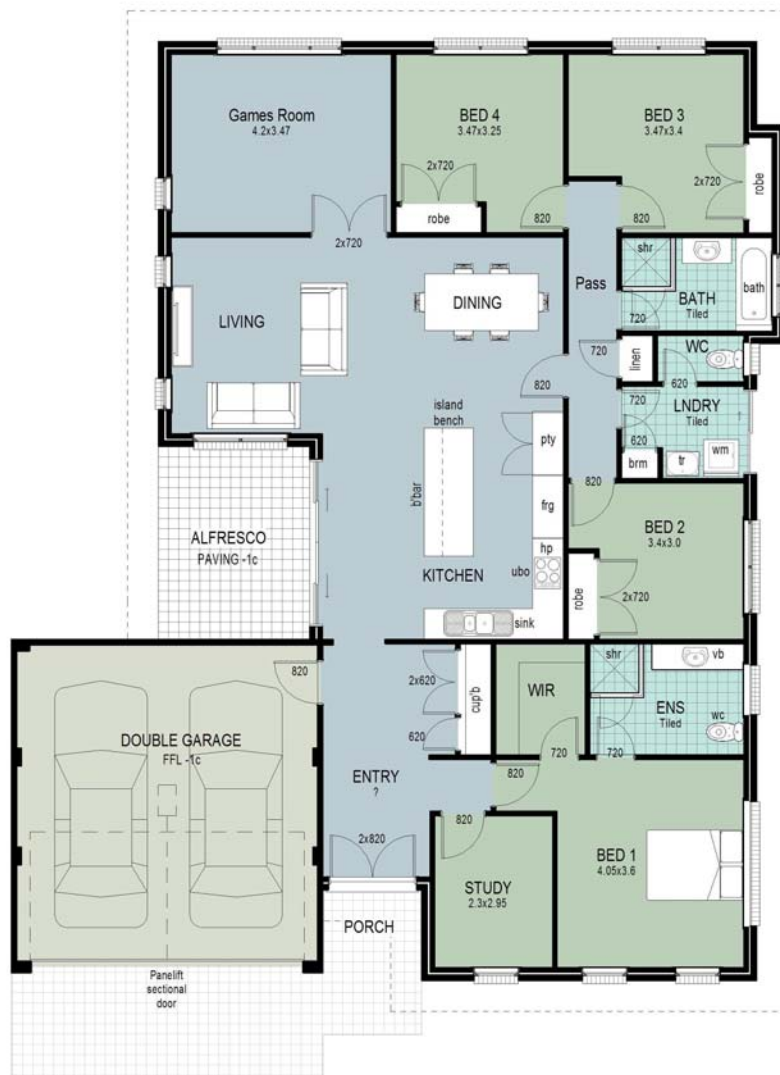 Games Room
4.2x3.47
BED 4
3.47x3.25
BED 3
3.47x3.4
2x720
2x720
robe
robe
820
820
2x720
shr
bath
BATH
Tiled
Pass
720
LIVING
DINING
WC
linen
720
620
820
LNDRY
Tiled
720
620
island
bench
b'bar
pty
brm
tr
wm
frg
820
ALFRESCO
PAVING -1c
BED 2
3.4x3.0
hp
ubo
KITCHEN
robe
2x720
sink
shr
vb
820
2x620
cup'b
WIR
ENS
Tiled
wc
620
720
720
DOUBLE GARAGE
FFL -1c
ENTRY
?
820
820
2x820
BED 1
4.05x3.6
STUDY
2.3x2.95
PORCH
Panelift
sectional
door